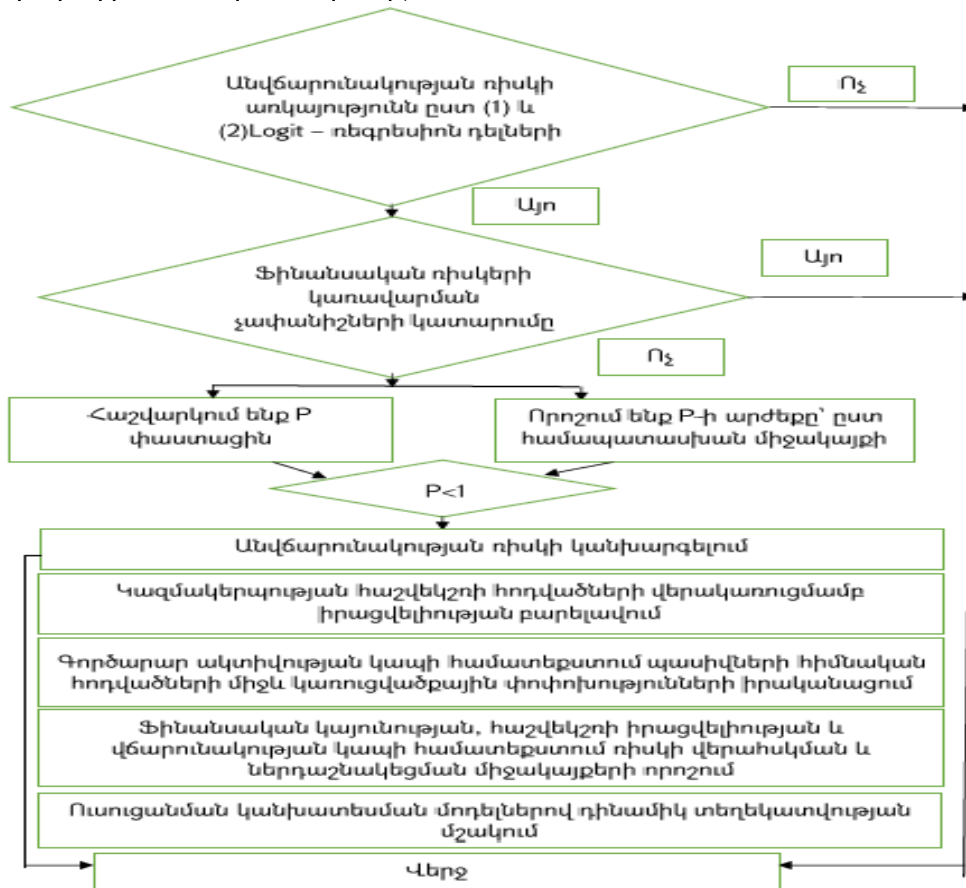 Անվճարունակության ռիսկի
առկայությունն ըստ (1) և
(2)Logit – ռեգրեսիոն դելների
Ոչ
Այո
Ֆինանսական ռիսկերի
կառավարման
չափանիշների կատարումը
Այո
Ոչ
Հաշվարկում ենք P
փաստացին
Որոշում ենք P-ի արժեքը՝ ըստ
համապատասխան միջակայքի
P<1
Անվճարունակության ռիսկի կանխարգելում
Կազմակերպության հաշվեկշռի հոդվածների վերակառուցմամբ
իրացվելիության բարելավում
Գործարար ակտիվության կապի համատեքստում պասիվների հիմնական
հոդվածների միջև կառուցվածքային փոփոխությունների իրականացում
Ֆինանսական կայունության, հաշվեկշռի իրացվելիության և
վճարունակության կապի համատեքստում ռիսկի վերահսկման և
ներդաշնակեցման միջակայքերի որոշում
Ուսուցանման կանխատեսման մոդելներով դինամիկ տեղեկատվության
մշակում
Վերջ